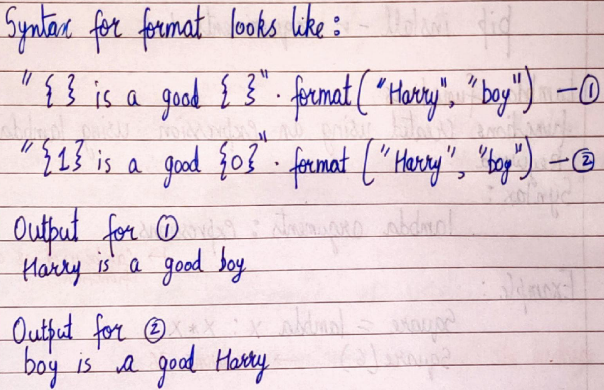 Syntax for format looks like :
"{ } is a good { }" . format ("Harry", "boy") — ①
"{1} is a good {0}" . format ("Harry", "boy") — ②
Output for ①
Harry is a good boy
Output for ②
boy is a good Harry